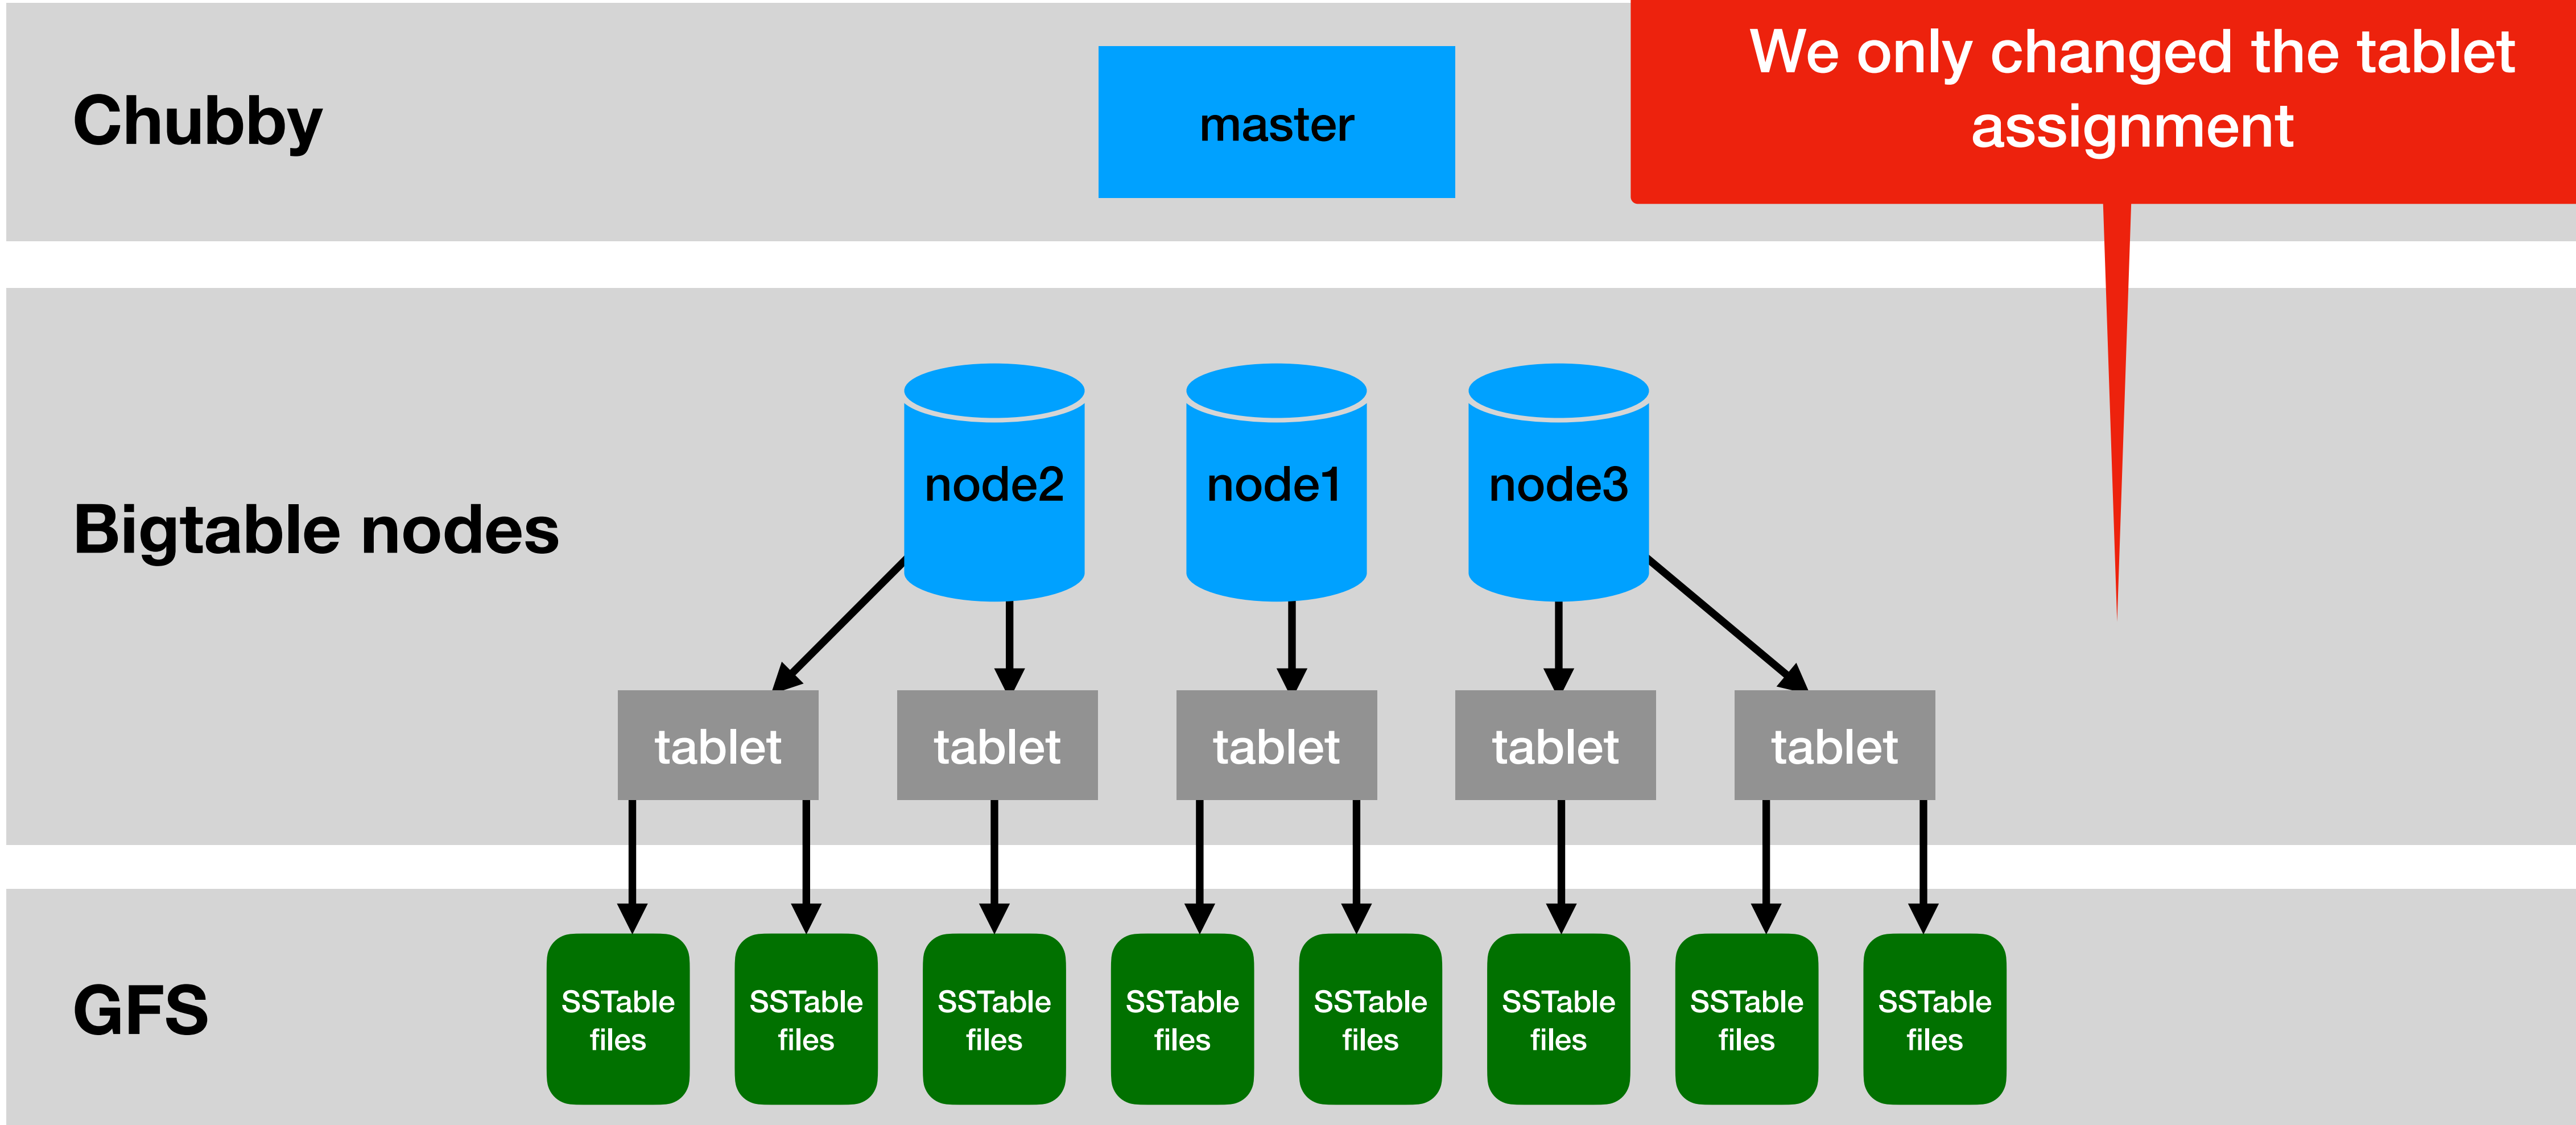 We only changed the tablet
assignment
Chubby
master
Bigtable nodes
node2
node1
node3
tablet
tablet
tablet
tablet
tablet
GFS
SSTable
files
SSTable
files
SSTable
files
SSTable
files
SSTable
files
SSTable
files
SSTable
files
SSTable
files